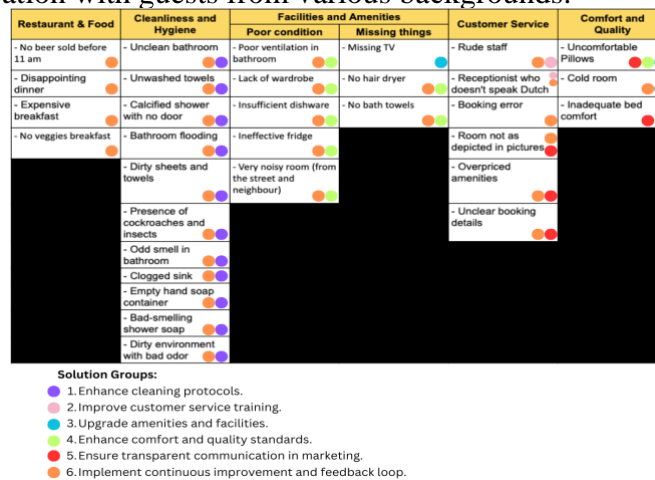 ation with guests from various backgrounds.
Restaurant & Food
Cleanliness and
Hygiene
Facilities and Amenities
Poor condition
Missing things
Customer Service
Comfort and
Quality
- No beer sold before
11 am
- Disappointing
dinner
- Expensive
breakfast
- No veggies breakfast
- Unclean bathroom
- Unwashed towels
- Calcified shower
with no door
- Bathroom flooding
- Dirty sheets and
towels
- Presence of
cockroaches and
insects
- Odd smell in
bathroom
- Clogged sink
- Empty hand soap
container
- Bad-smelling
shower soap
- Dirty environment
with bad odor
- Poor ventilation in
bathroom
- Lack of wardrobe
- Insufficient dishware
- Ineffective fridge
- Very noisy room (from
the street and
neighbour)
- Missing TV
- No hair dryer
- No bath towels
- Rude staff
- Receptionist who
doesn't speak Dutch
- Booking error
- Room not as
depicted in pictures
- Overpriced
amenities
- Unclear booking
details
- Uncomfortable
Pillows
- Cold room
- Inadequate bed
comfort
Solution Groups:
1. Enhance cleaning protocols.
2. Improve customer service training.
3. Upgrade amenities and facilities.
4. Enhance comfort and quality standards.
5. Ensure transparent communication in marketing.
6. Implement continuous improvement and feedback loop.